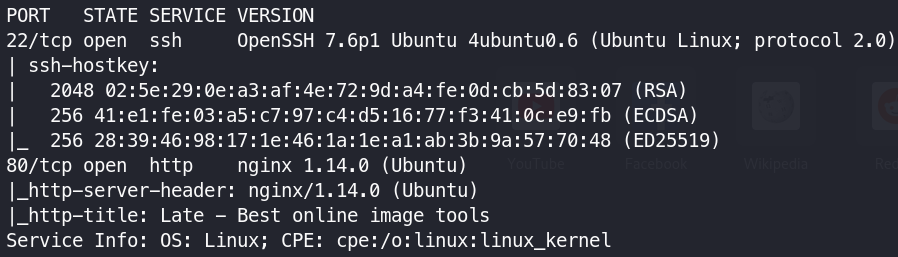 PORT   STATE SERVICE VERSION
22/tcp open  ssh     OpenSSH 7.6p1 Ubuntu 4ubuntu0.6 (Ubuntu Linux; protocol 2.0)
| ssh-hostkey:
|   2048 02:5e:29:0e:a3:af:4e:72:9d:a4:fe:0d:cb:5d:83:07 (RSA)
|   256 41:e1:fe:03:a5:c7:97:c4:d5:16:77:f3:41:0c:e9:fb (ECDSA)
|_  256 28:39:46:98:17:1e:46:1a:1e:a1:ab:3b:9a:57:70:48 (ED25519)
80/tcp open  http    nginx 1.14.0 (Ubuntu)
YouTube Facebook Wikipedia
|_http-server-header: nginx/1.14.0 (Ubuntu)
|_http-title: Late - Best online image tools
Service Info: OS: Linux; CPE: cpe:/o:linux:linux_kernel